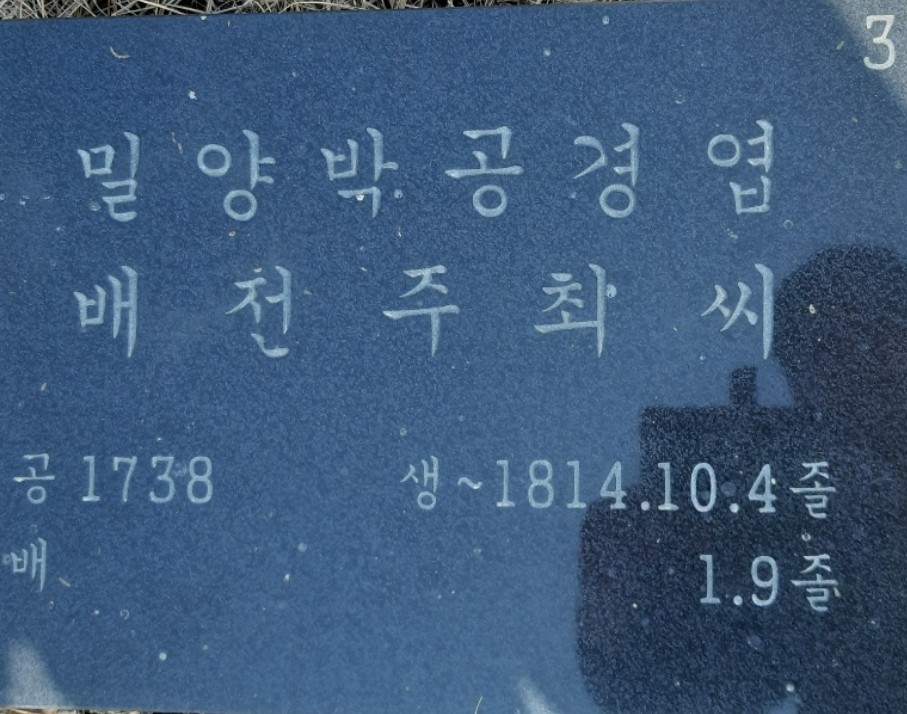 3
밀양박공경엽
배전주최씨
공 1738 생~1814.10.4 졸
배 1.9 졸